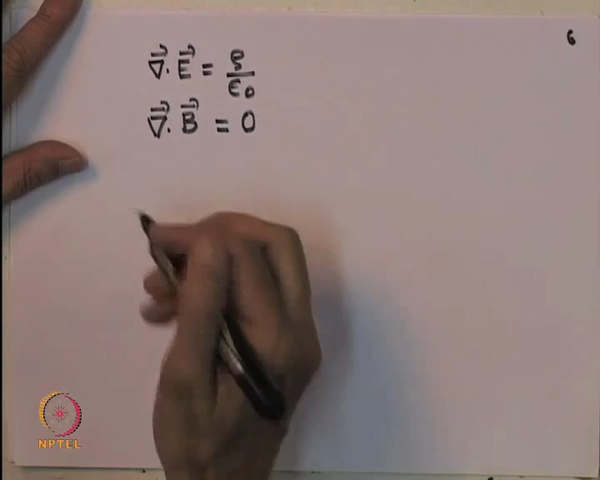 6
∇⃗. E⃗ = ρ/ε₀
∇⃗. B⃗ = 0
NPTEL